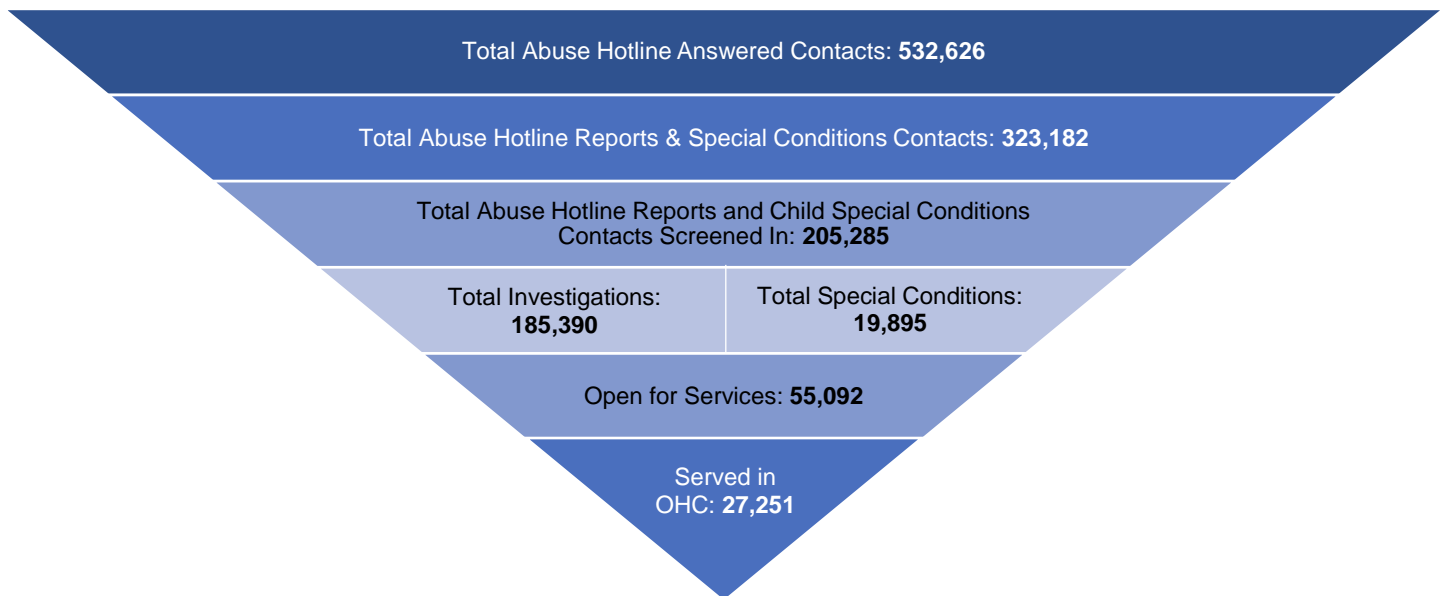 Total Abuse Hotline Answered Contacts: 532,626
Total Abuse Hotline Reports & Special Conditions Contacts: 323,182
Total Abuse Hotline Reports and Child Special Conditions
Contacts Screened In: 205,285
Total Investigations:
185,390
Total Special Conditions:
19,895
Open for Services: 55,092
Served in
OHC: 27,251